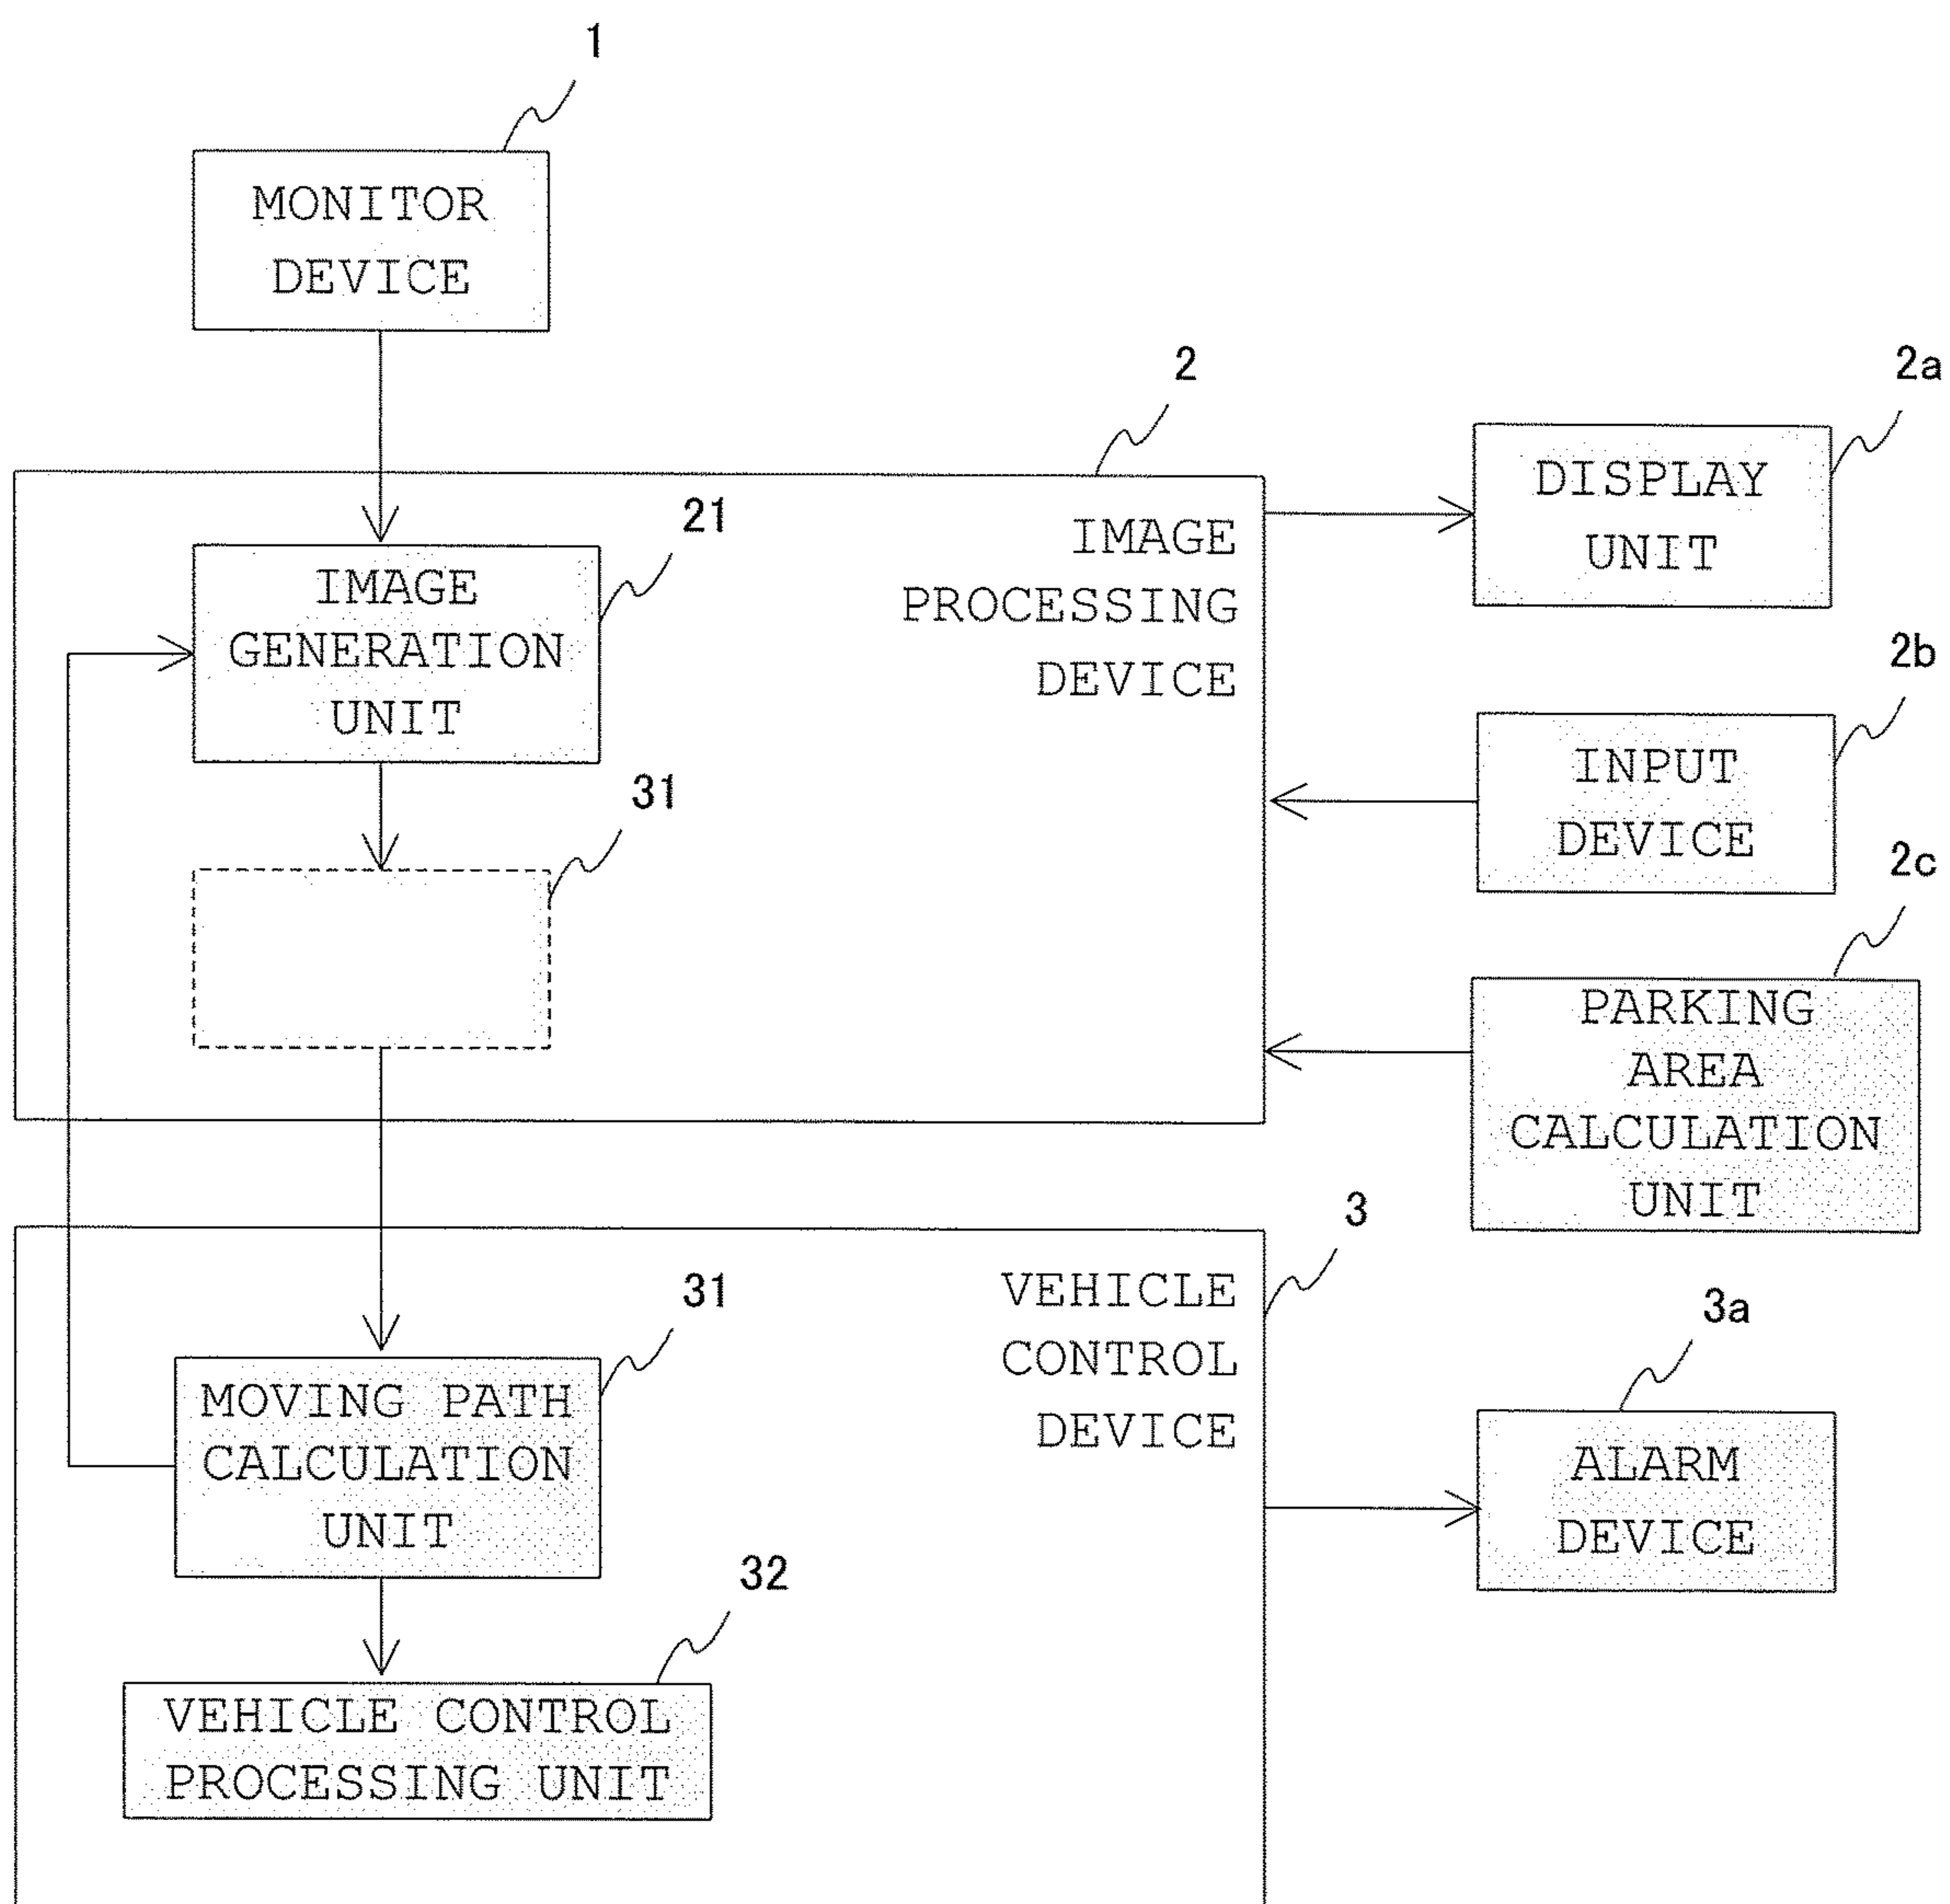 1
MONITOR
DEVICE
2
2a
DISPLAY
UNIT
IMAGE
PROCESSING
DEVICE
21
IMAGE
GENERATION
UNIT
2b
INPUT
DEVICE
31
2c
PARKING
AREA
CALCULATION
UNIT
3
VEHICLE
CONTROL
DEVICE
31
MOVING PATH
CALCULATION
UNIT
3a
ALARM
DEVICE
32
VEHICLE CONTROL
PROCESSING UNIT